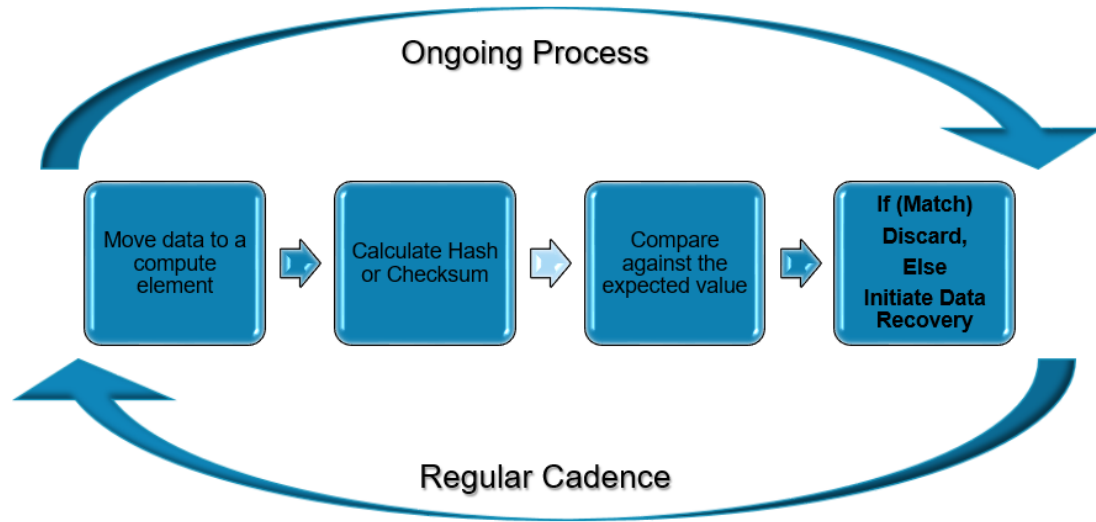 Ongoing Process
Move data to a
compute
element
Calculate Hash
or Checksum
Compare
against the
expected value
If (Match)
Discard,
Else
Initiate Data
Recovery
Regular Cadence